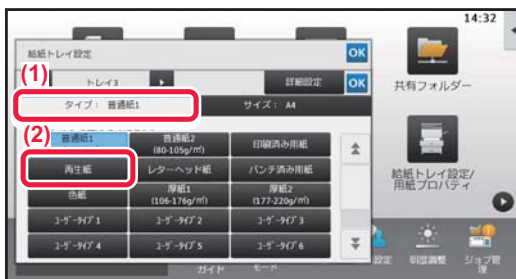 14:32
給紙トレイ設定
OK
(1)
トレイ3
詳細設定
OK
タイプ： 普通紙1
サイズ： A4
(2)
普通紙1
普通紙2
(80-105g/㎡)
印刷済み用紙
再生紙
レターヘッド紙
パンチ済み用紙
色紙
厚紙1
(106-176g/㎡)
厚紙2
(177-220g/㎡)
ﾕｰｻﾞｰﾀｲﾌﾟ1
ﾕｰｻﾞｰﾀｲﾌﾟ2
ﾕｰｻﾞｰﾀｲﾌﾟ3
ﾕｰｻﾞｰﾀｲﾌﾟ4
ﾕｰｻﾞｰﾀｲﾌﾟ5
ﾕｰｻﾞｰﾀｲﾌﾟ6
共有フォルダー
給紙トレイ設定/
用紙プロパティ
設定
明度調整
ジョブ管
理
ガイド
モード